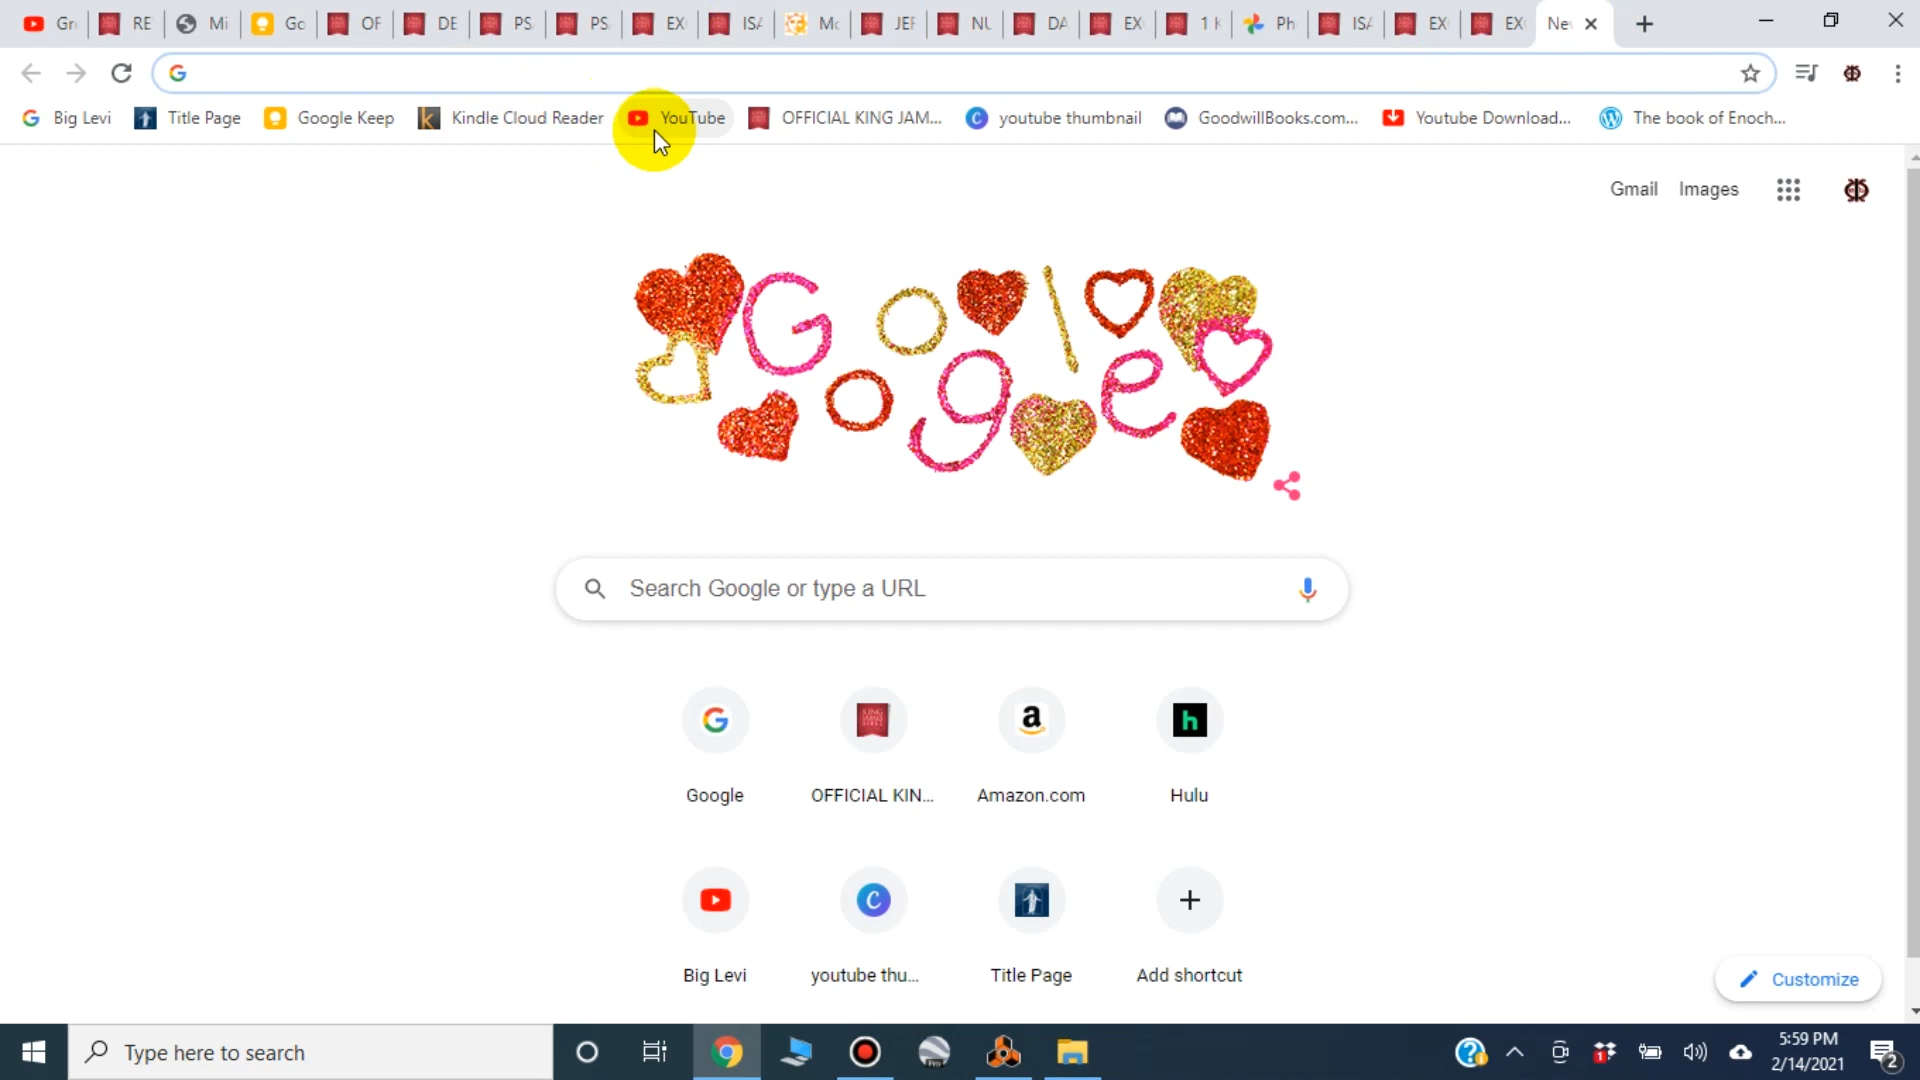 Gr RE Mi Go OF DE PS PS EX ISA Mc JEF NU DA EX 1 K Ph ISA EX EX Ne
Big Levi Title Page Google Keep Kindle Cloud Reader YouTube OFFICIAL KING JAM... youtube thumbnail GoodwillBooks.com... Youtube Download... The book of Enoch...
Gmail Images
G o l
o g e
Search Google or type a URL
Google OFFICIAL KIN... Amazon.com Hulu
Big Levi youtube thu... Title Page Add shortcut
Customize
Type here to search
5:59 PM
2/14/2021
2